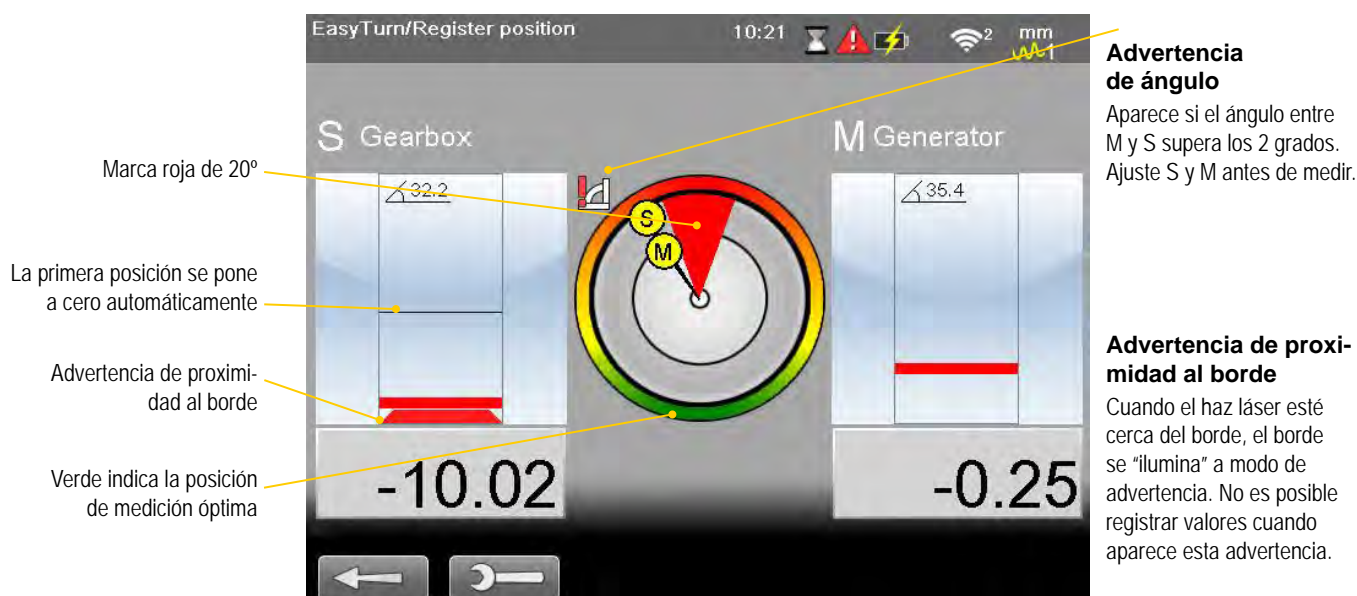 EasyTurn/Register position
10:21
2
mm
1
S Gearbox
M Generator
32.2
35.4
S
M
-10.02
-0.25
Marca roja de 20º
La primera posición se pone
a cero automáticamente
Advertencia de proximi-
dad al borde
Verde indica la posición
de medición óptima
Advertencia
de ángulo
Aparece si el ángulo entre
M y S supera los 2 grados.
Ajuste S y M antes de medir.
Advertencia de proxi-
midad al borde
Cuando el haz láser esté
cerca del borde, el borde
se “ilumina” a modo de
advertencia. No es posible
registrar valores cuando
aparece esta advertencia.